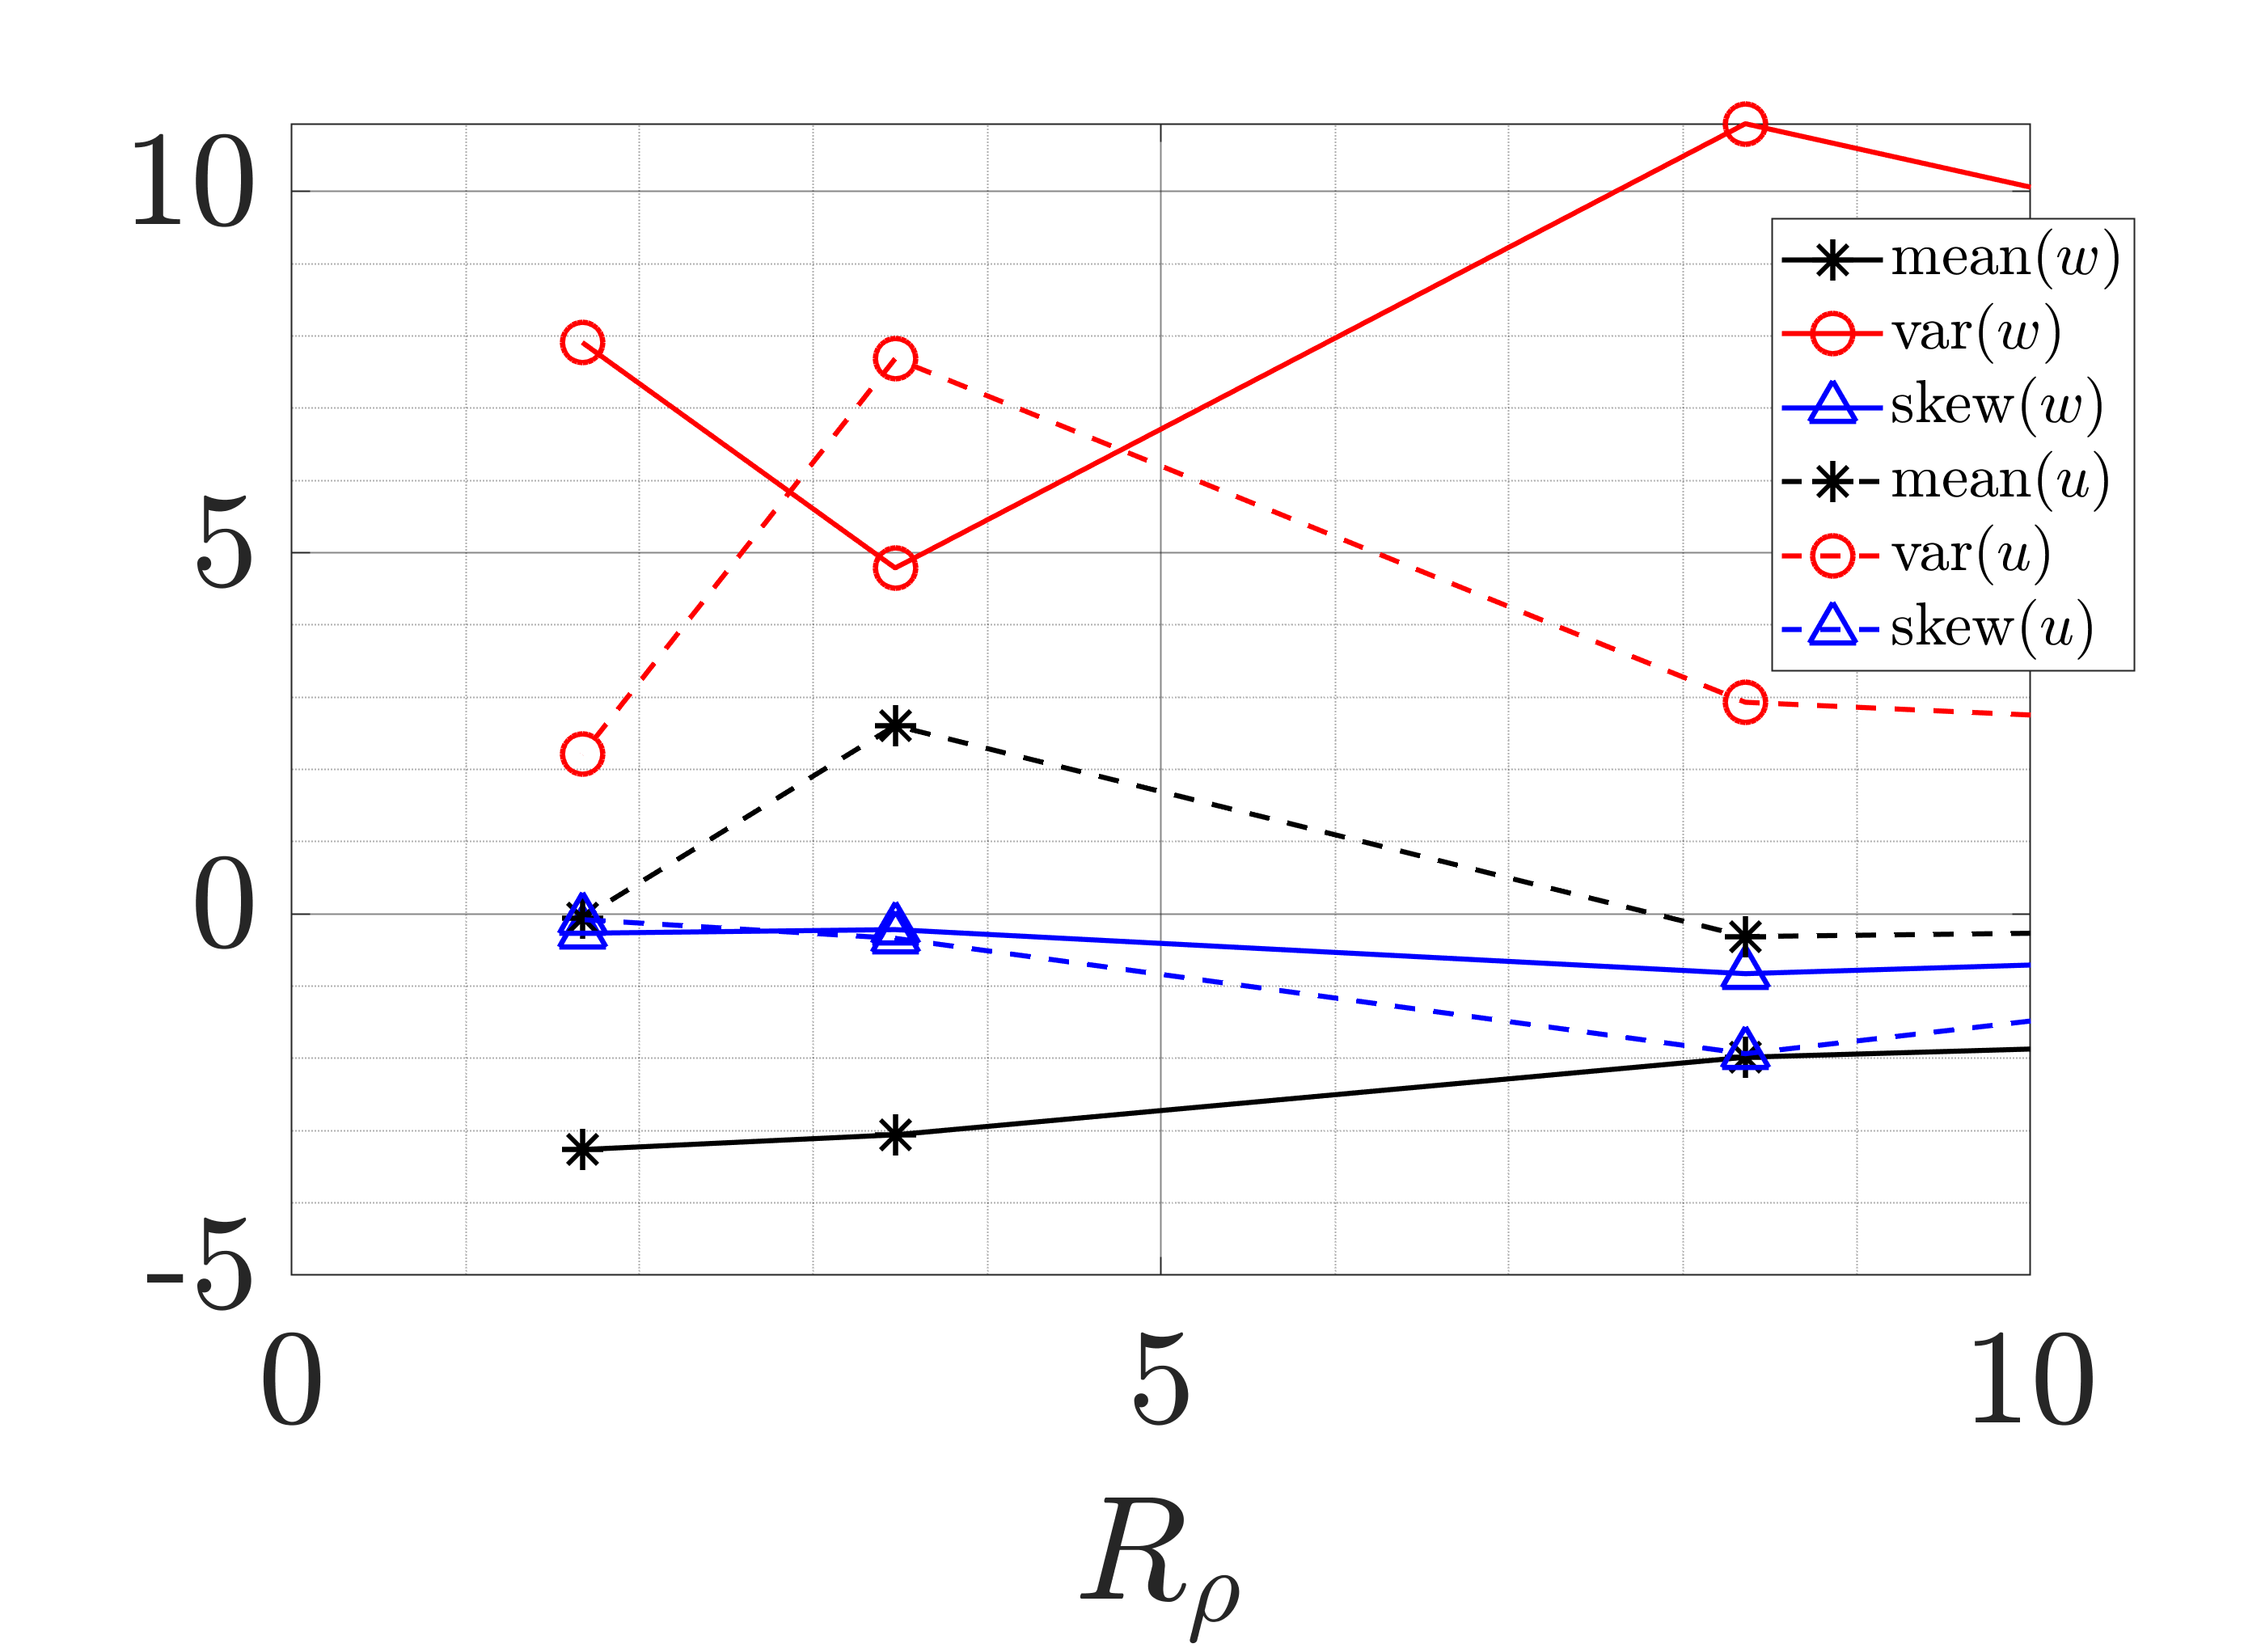 10
5
0
-5
0 5 10
R_ρ
mean(w)
var(w)
skew(w)
mean(u)
var(u)
skew(u)